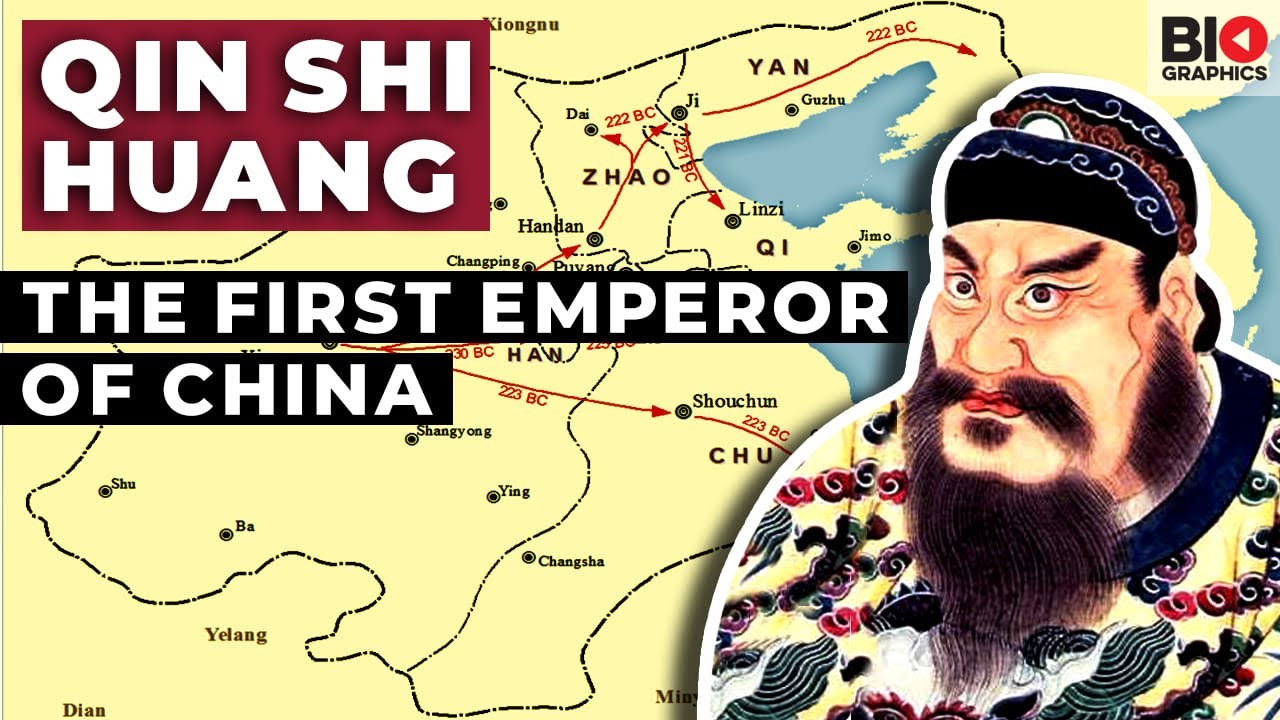 Xiongnu
BIO
GRAPHICS
QIN SHI
HUANG
222 BC
YAN
Ji
Guzhu
Dai
222 BC
221 BC
ZHAO
Linzi
Handan
QI
Jimo
Changping
Puyang
THE FIRST EMPEROR
OF CHINA
230 BC
HAN
223 BC
Shouchun
223 BC
CHU
Shangyong
Shu
Ying
Ba
Changsha
Yelang
Dian